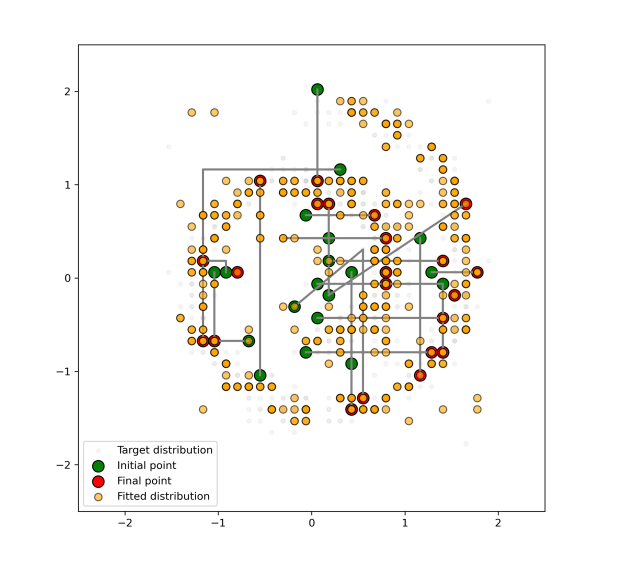 2
1
0
−1
−2
Target distribution
Initial point
Final point
Fitted distribution
−2
−1
0
1
2